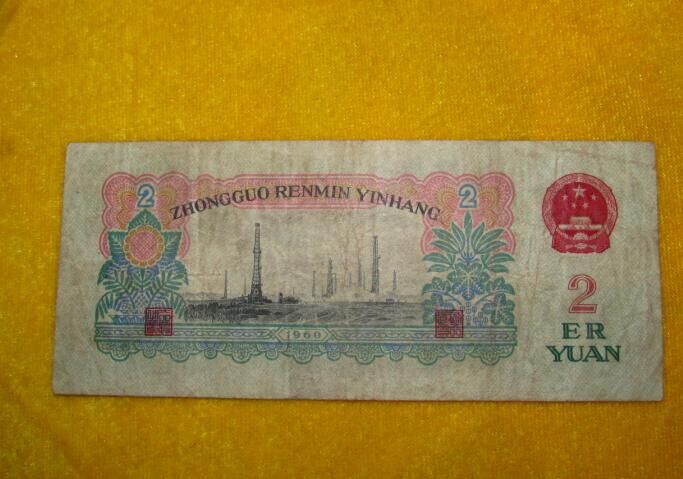 2 2
ZHONGGUO RENMIN YINHANG
1960
2
ER
YUAN